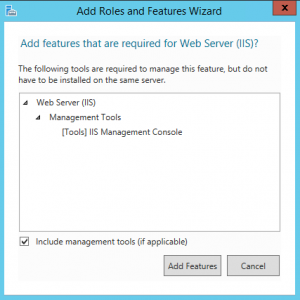 Add Roles and Features Wizard
x
Add features that are required for Web Server (IIS)?
The following tools are required to manage this feature, but do not
have to be installed on the same server.
Web Server (IIS)
Management Tools
[Tools] IIS Management Console
Include management tools (if applicable)
Add Features
Cancel